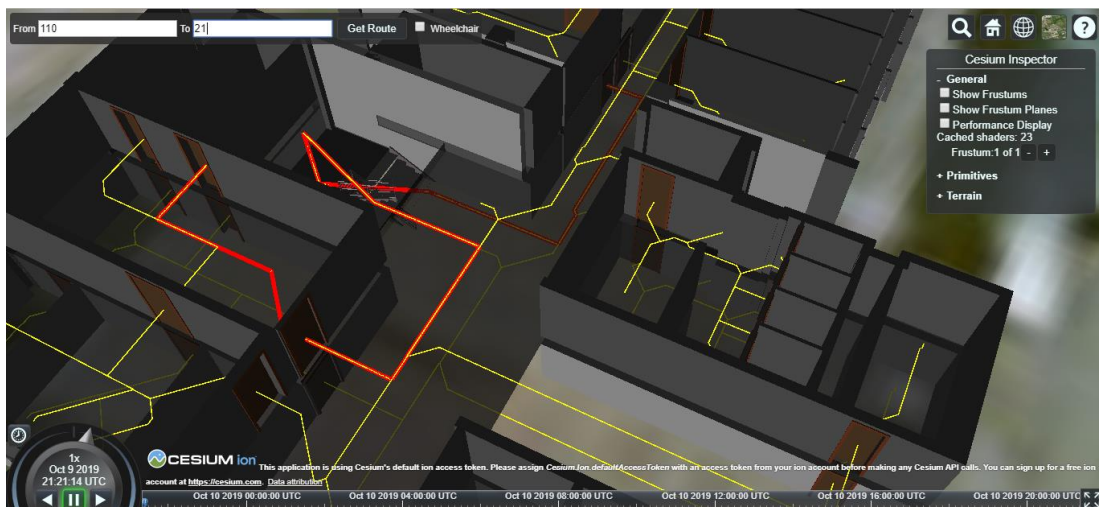 From 110 To 21 Get Route Wheelchair
?
Cesium Inspector
- General
Show Frustums
Show Frustum Planes
Performance Display
Cached shaders: 23
Frustum:1 of 1 - +
+ Primitives
+ Terrain
1x
Oct 9 2019
21:21:14 UTC
CESIUM ion
This application is using Cesium's default ion access token. Please assign Cesium.Ion.defaultAccessToken with an access token from your ion account before making any Cesium API calls. You can sign up for a free ion
account at https://cesium.com. Data attribution
Oct 10 2019 00:00:00 UTC Oct 10 2019 04:00:00 UTC Oct 10 2019 08:00:00 UTC Oct 10 2019 12:00:00 UTC Oct 10 2019 16:00:00 UTC Oct 10 2019 20:00:00 UTC